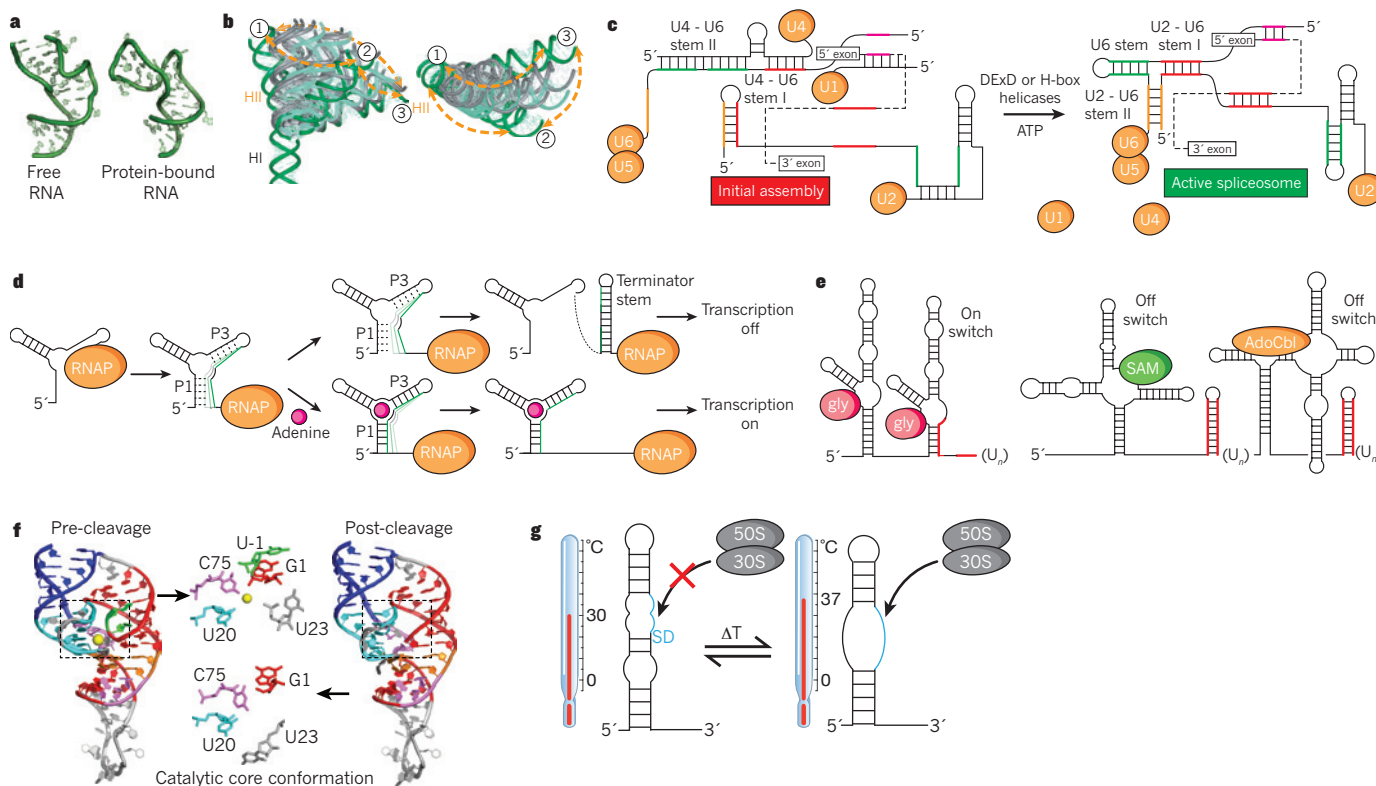 a
Free
RNA
Protein-bound
RNA
b
1
2
3
HII
HII
HI
1
3
2
c
U4 - U6
stem II
U4
5′ exon
5′
5′
5′
U4 - U6
stem I
U1
U6
U5
5′
3′ exon
Initial assembly
U2
DExD or H-box
helicases
ATP
U2 - U6
stem I
U6 stem
5′ exon
5′
U2 - U6
stem II
U6
U5
5′
3′ exon
Active spliceosome
U2
U1
U4
d
5′
RNAP
P3
P1
5′
RNAP
P3
P1
5′
RNAP
5′
Terminator
stem
RNAP
Transcription
off
Adenine
P3
P1
5′
RNAP
5′
RNAP
Transcription
on
e
On
switch
gly
gly
5′
(Un)
Off
switch
SAM
5′
(Un)
Off
switch
AdoCbl
(Un)
f
Pre-cleavage
Post-cleavage
U-1
C75
G1
U20
U23
C75
G1
U20
U23
Catalytic core conformation
g
°C
30
0
SD
50S
30S
5′
3′
ΔT
°C
37
0
50S
30S
5′
3′